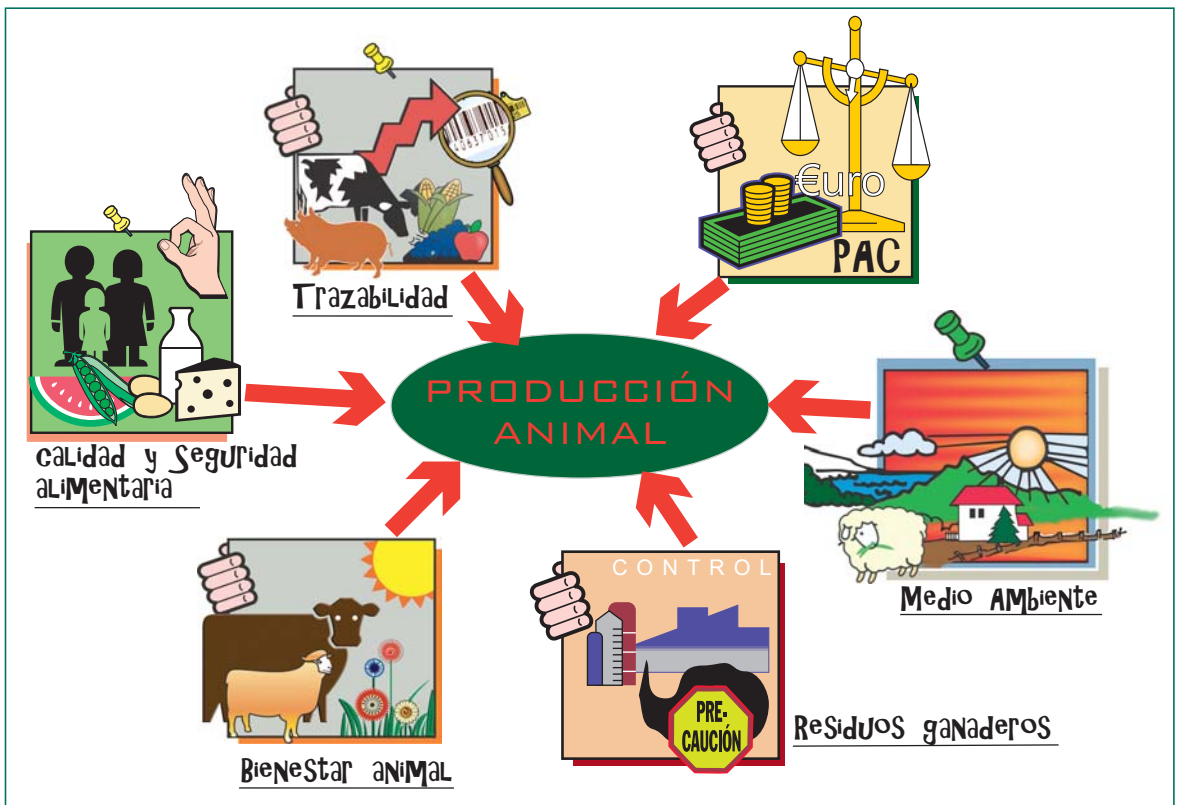 Trazabilidad
€uro
PAC
Calidad y Seguridad
alimentaria
PRODUCCIÓN
ANIMAL
Medio Ambiente
Bienestar animal
CONTROL
PRE-
CAUCIÓN
Residuos ganaderos